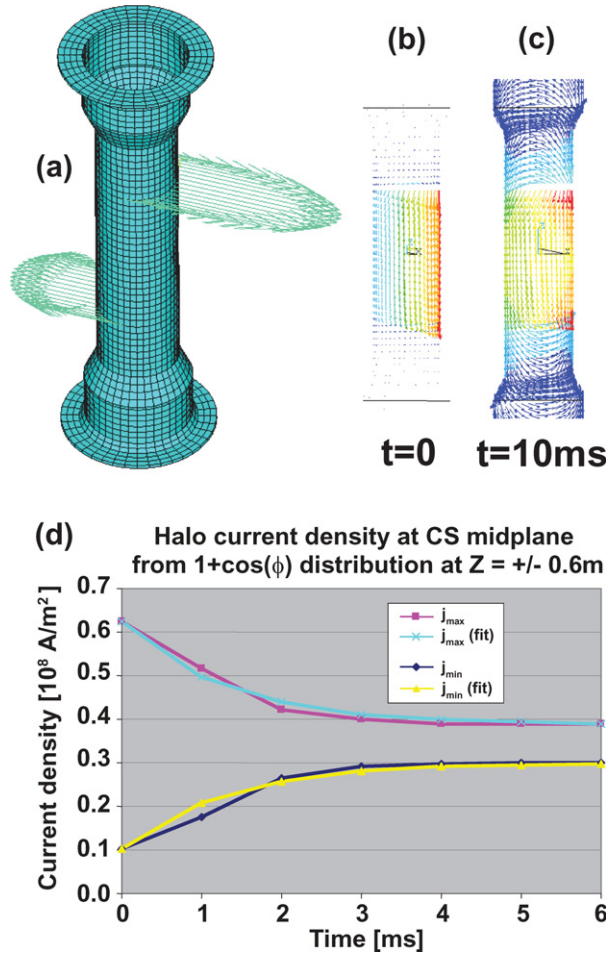 (a)
(b)
(c)
t=0
t=10ms
(d)
Halo current density at CS midplane
from 1+cos(ϕ) distribution at Z = +/- 0.6m
Current density [10⁸ A/m²]
0.7
0.6
0.5
0.4
0.3
0.2
0.1
0.0
jmax
jmax (fit)
jmin
jmin (fit)
0 1 2 3 4 5 6
Time [ms]